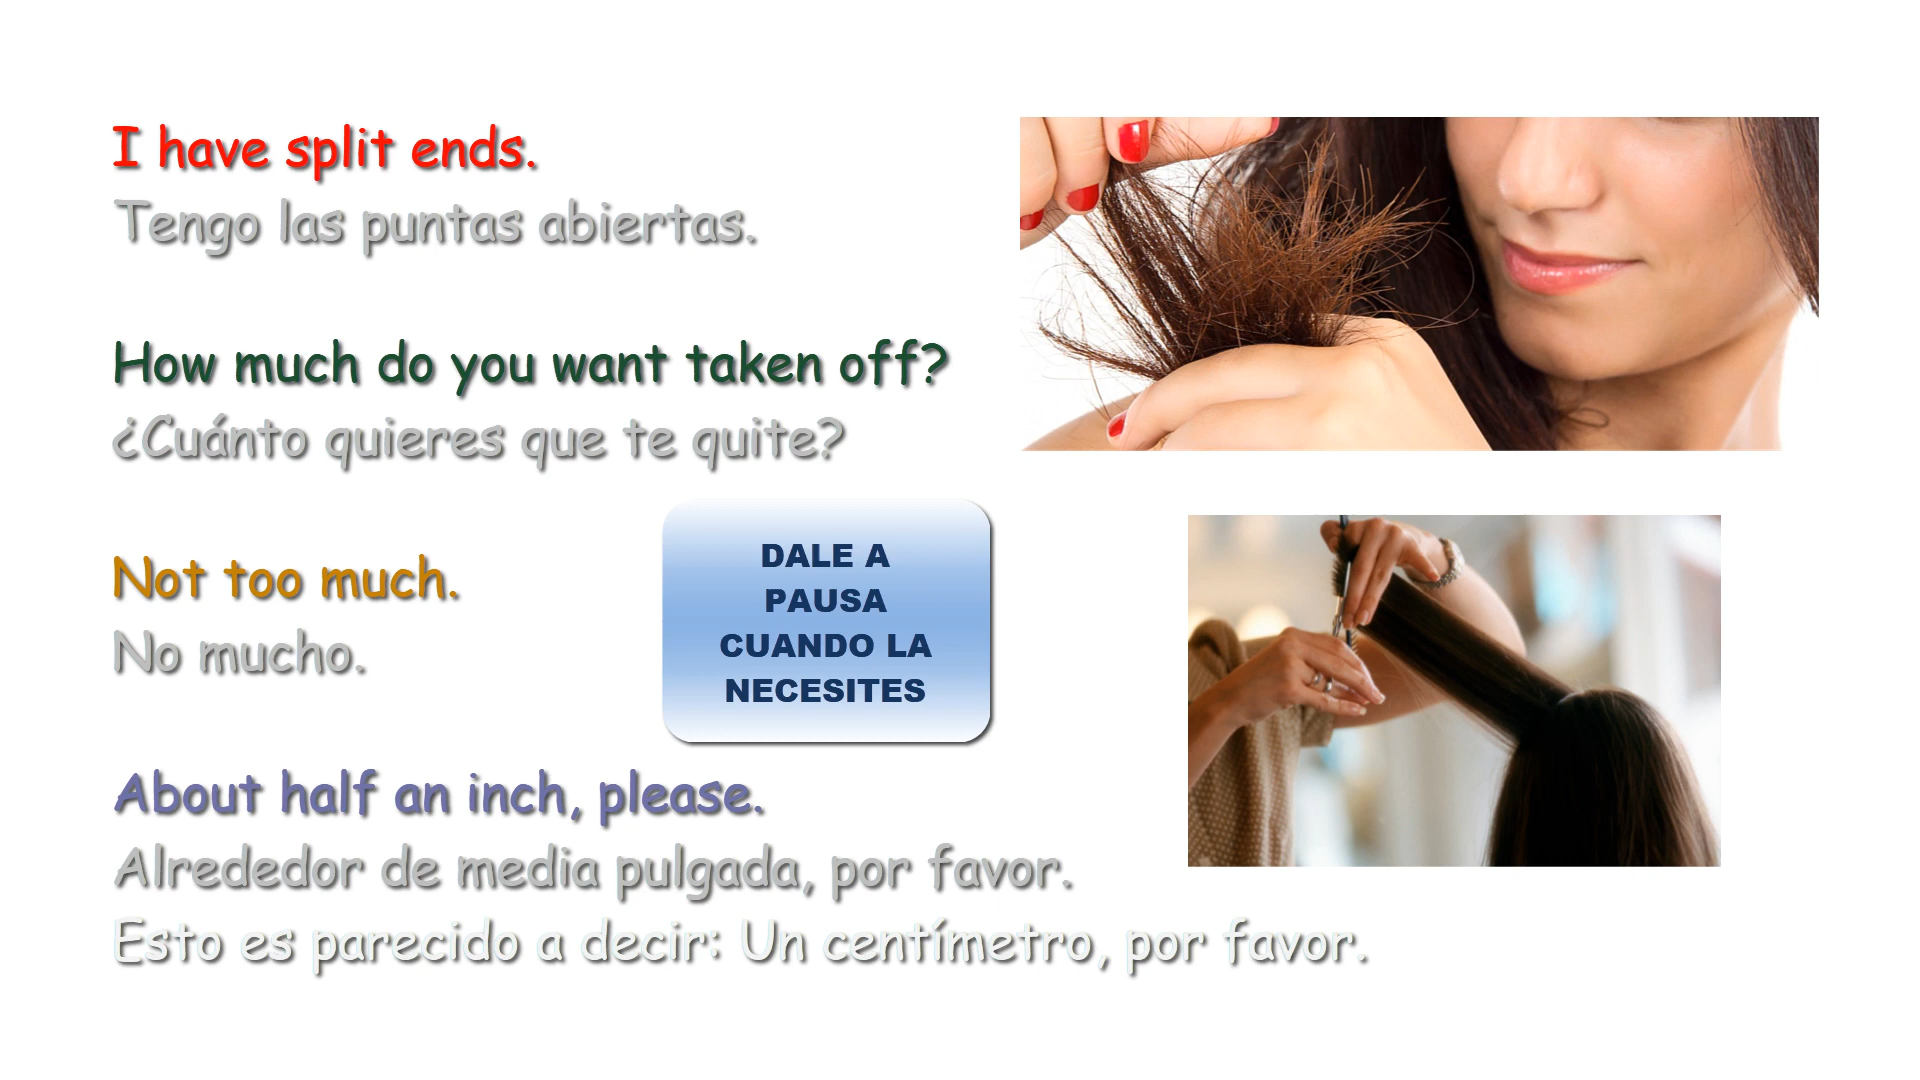 I have split ends.
Tengo las puntas abiertas.
How much do you want taken off?
¿Cuánto quieres que te quite?
Not too much.
No mucho.
DALE A
PAUSA
CUANDO LA
NECESITES
About half an inch, please.
Alrededor de media pulgada, por favor.
Esto es parecido a decir: Un centímetro, por favor.